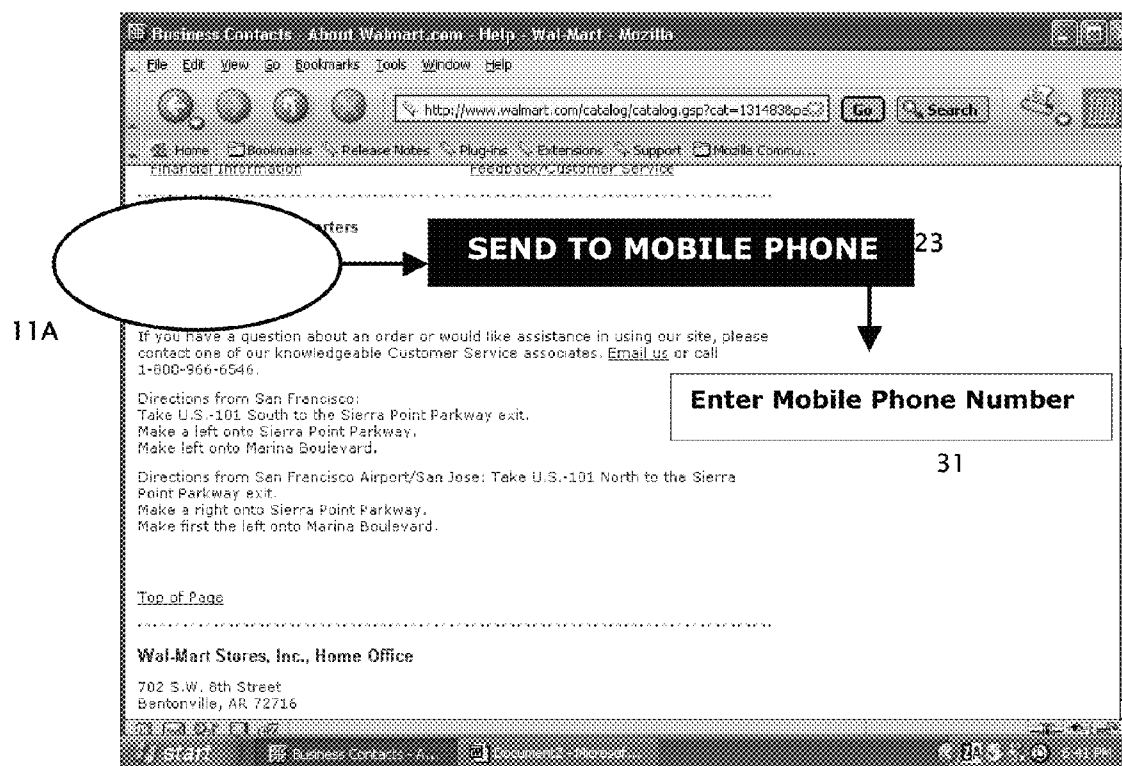 Business Contacts - About Walmart.com - Help - Wal-Mart - Mozilla
File Edit View Go Bookmarks Tools Window Help
http://www.walmart.com/catalog/catalog.gsp?cat=131483&pa Go Search
Home Bookmarks Release Notes Plug-ins Extensions Support Mozilla Commu...
Financial Information Feedback/Customer Service
rters
SEND TO MOBILE PHONE 23
11A
If you have a question about an order or would like assistance in using our site, please
contact one of our knowledgeable Customer Service associates. Email us or call
1-800-966-6546.
Directions from San Francisco:
Take U.S.-101 South to the Sierra Point Parkway exit.
Make a left onto Sierra Point Parkway.
Make left onto Marina Boulevard.
Enter Mobile Phone Number
31
Directions from San Francisco Airport/San Jose: Take U.S.-101 North to the Sierra
Point Parkway exit.
Make a right onto Sierra Point Parkway.
Make first the left onto Marina Boulevard.
Top of Page
Wal-Mart Stores, Inc., Home Office
702 S.W. 8th Street
Bentonville, AR 72716
start Business Contacts - A... Document2 - Microsof... 5:43 PM